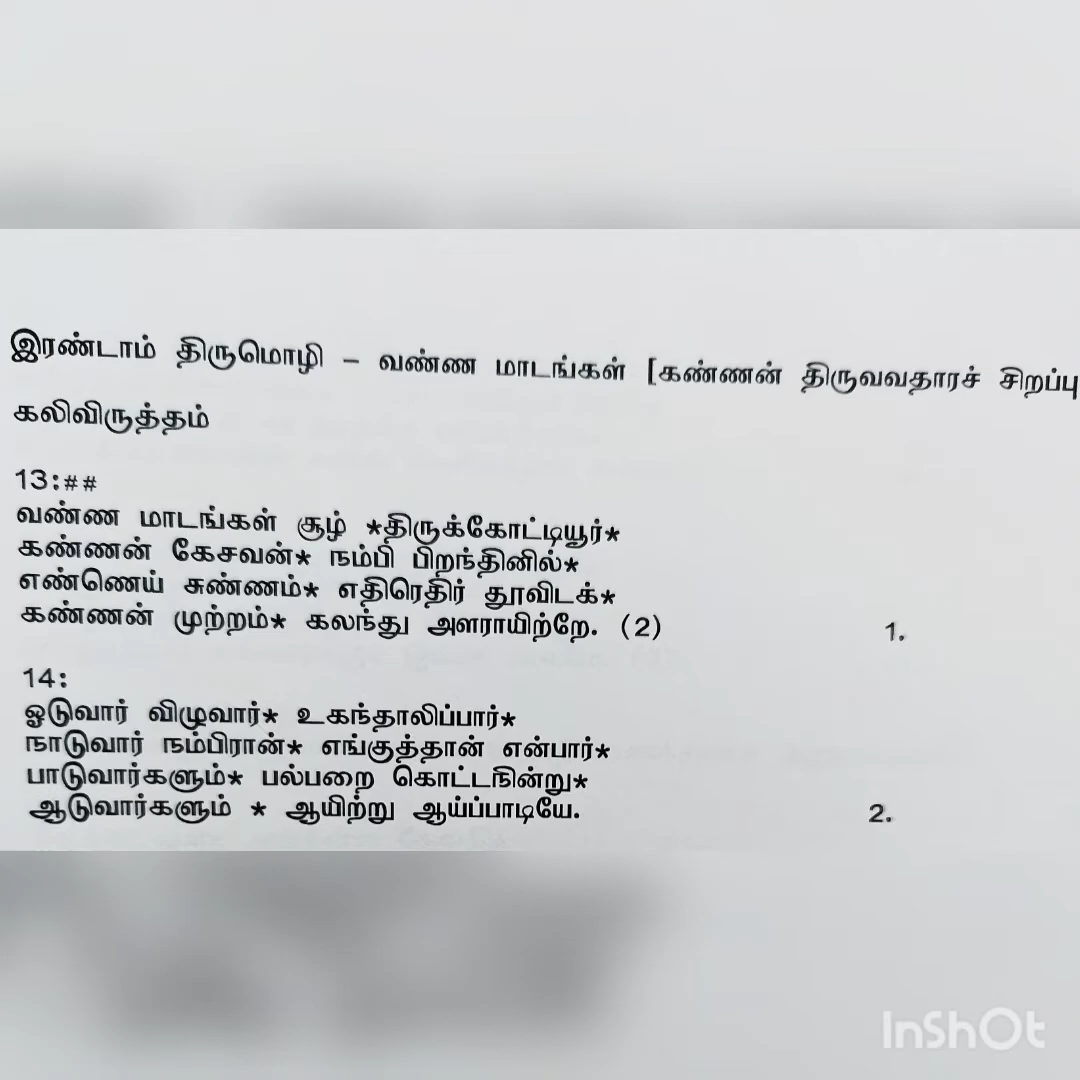 இரண்டாம் திருமொழி – வண்ண மாடங்கள் [கண்ணன் திருவவதாரச் சிறப்பு
கலிவிருத்தம்
13:##
வண்ண மாடங்கள் சூழ் *திருக்கோட்டியூர்*
கண்ணன் கேசவன்* நம்பி பிறந்தினில்*
எண்ணெய் சுண்ணம்* எதிரெதிர் தூவிடக்*
கண்ணன் முற்றம்* கலந்து அளராயிற்றே. (2) 1.
14:
ஓடுவார் விழுவார்* உகந்தாலிப்பார்*
நாடுவார் நம்பிரான்* எங்குத்தான் என்பார்*
பாடுவார்களும்* பல்பறை கொட்டநின்று*
ஆடுவார்களும் * ஆயிற்று ஆய்ப்பாடியே. 2.
InShOt